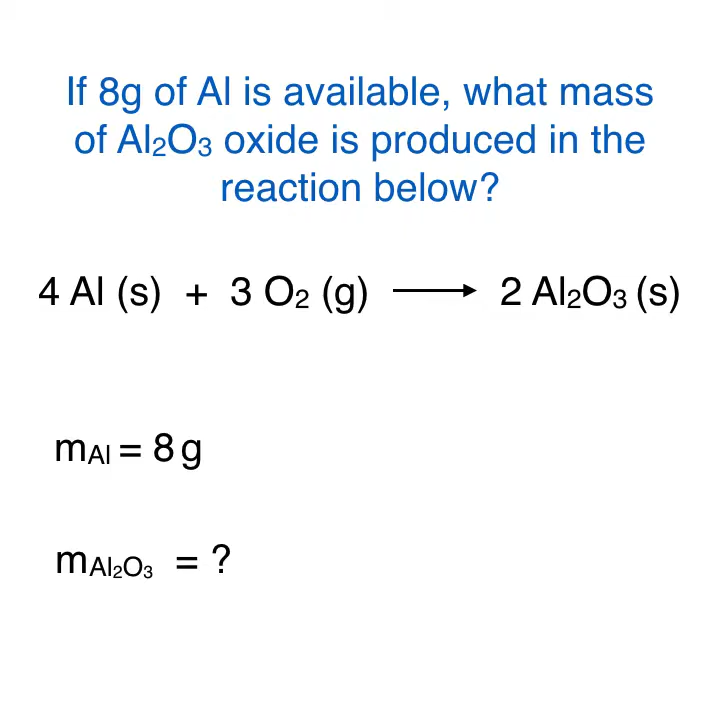 If 8g of Al is available, what mass
of Al₂O₃ oxide is produced in the
reaction below?
4 Al (s) + 3 O₂ (g) ⟶ 2 Al₂O₃ (s)
mAl = 8 g
mAl₂O₃ = ?